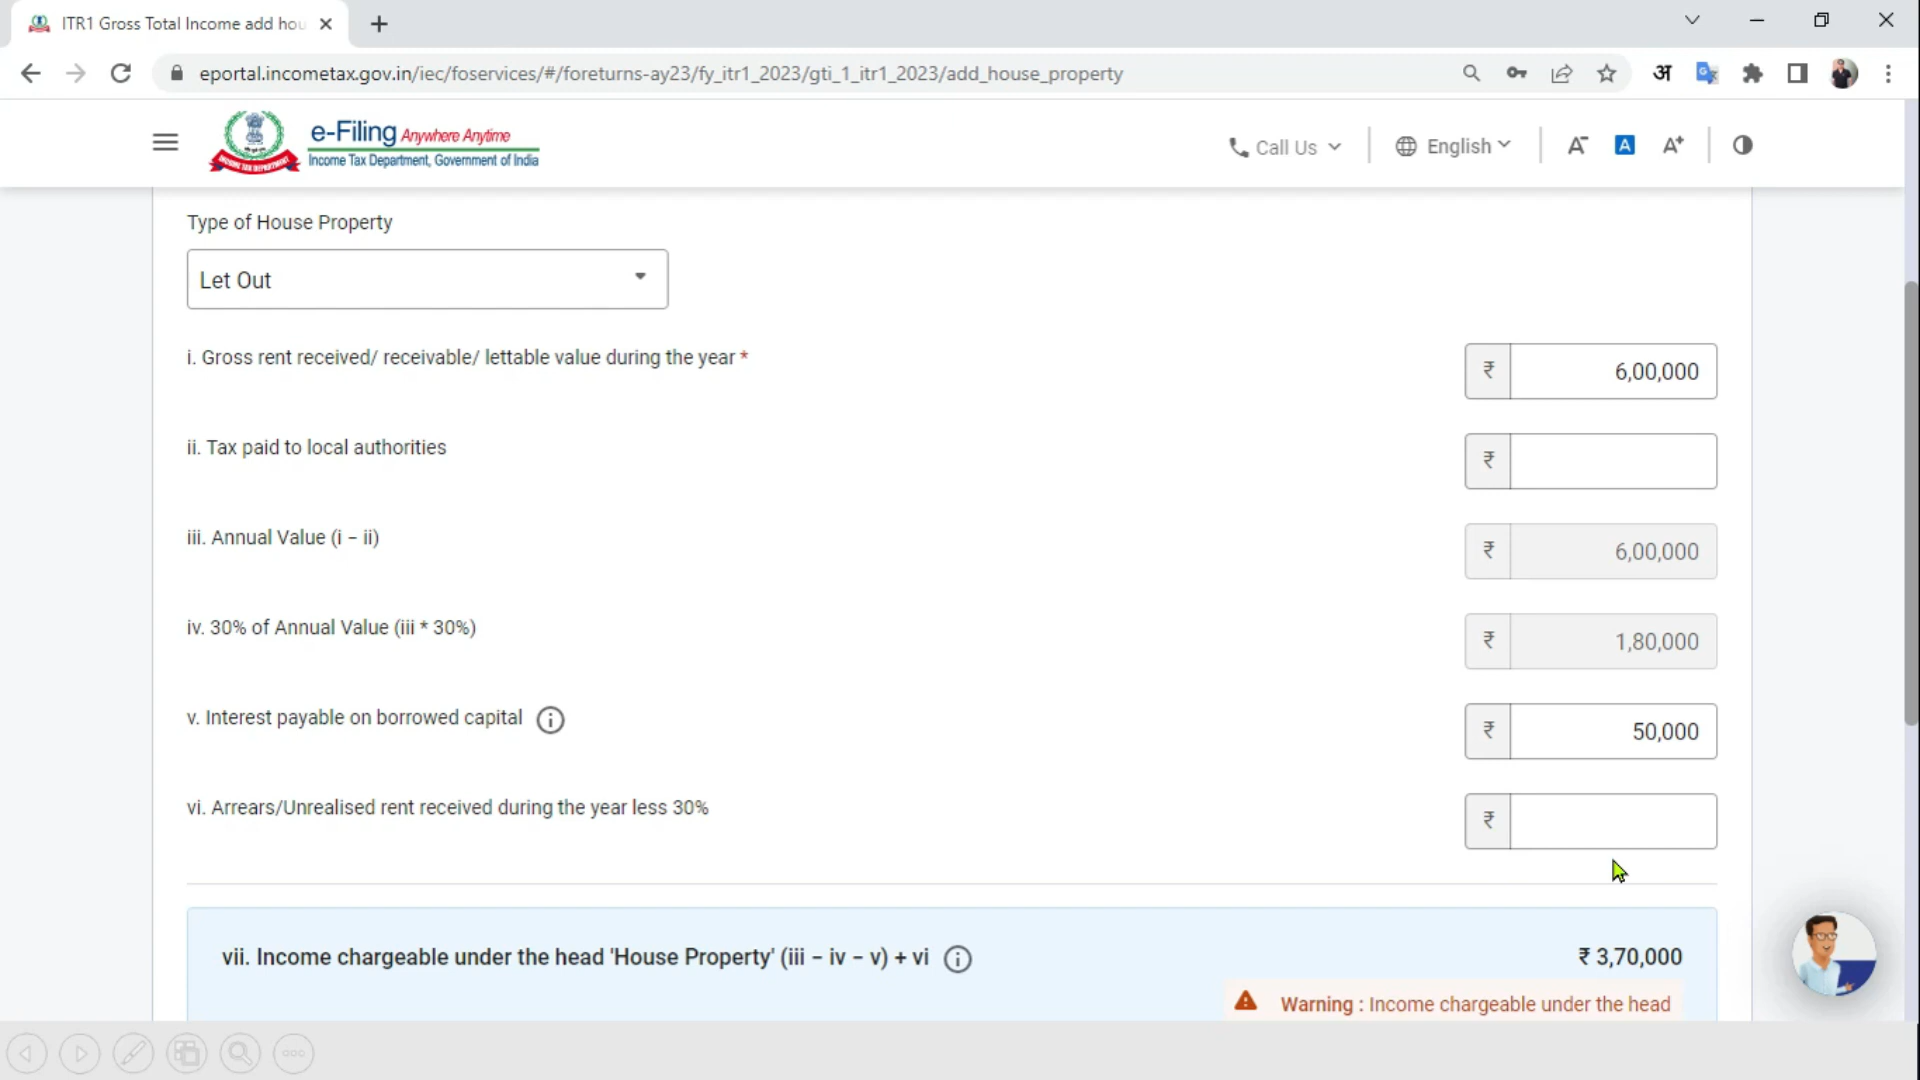 ITR1 Gross Total Income add hou
eportal.incometax.gov.in/iec/foservices/#/foreturns-ay23/fy_itr1_2023/gti_1_itr1_2023/add_house_property
अ
e-Filing Anywhere Anytime
Income Tax Department, Government of India
INCOME TAX DEPARTMENT
Call Us
English
A-
A
A+
Type of House Property
Let Out
i. Gross rent received/ receivable/ lettable value during the year *
₹ 6,00,000
ii. Tax paid to local authorities
₹
iii. Annual Value (i – ii)
₹ 6,00,000
iv. 30% of Annual Value (iii * 30%)
₹ 1,80,000
v. Interest payable on borrowed capital
₹ 50,000
vi. Arrears/Unrealised rent received during the year less 30%
₹
vii. Income chargeable under the head 'House Property' (iii – iv – v) + vi
₹ 3,70,000
Warning : Income chargeable under the head